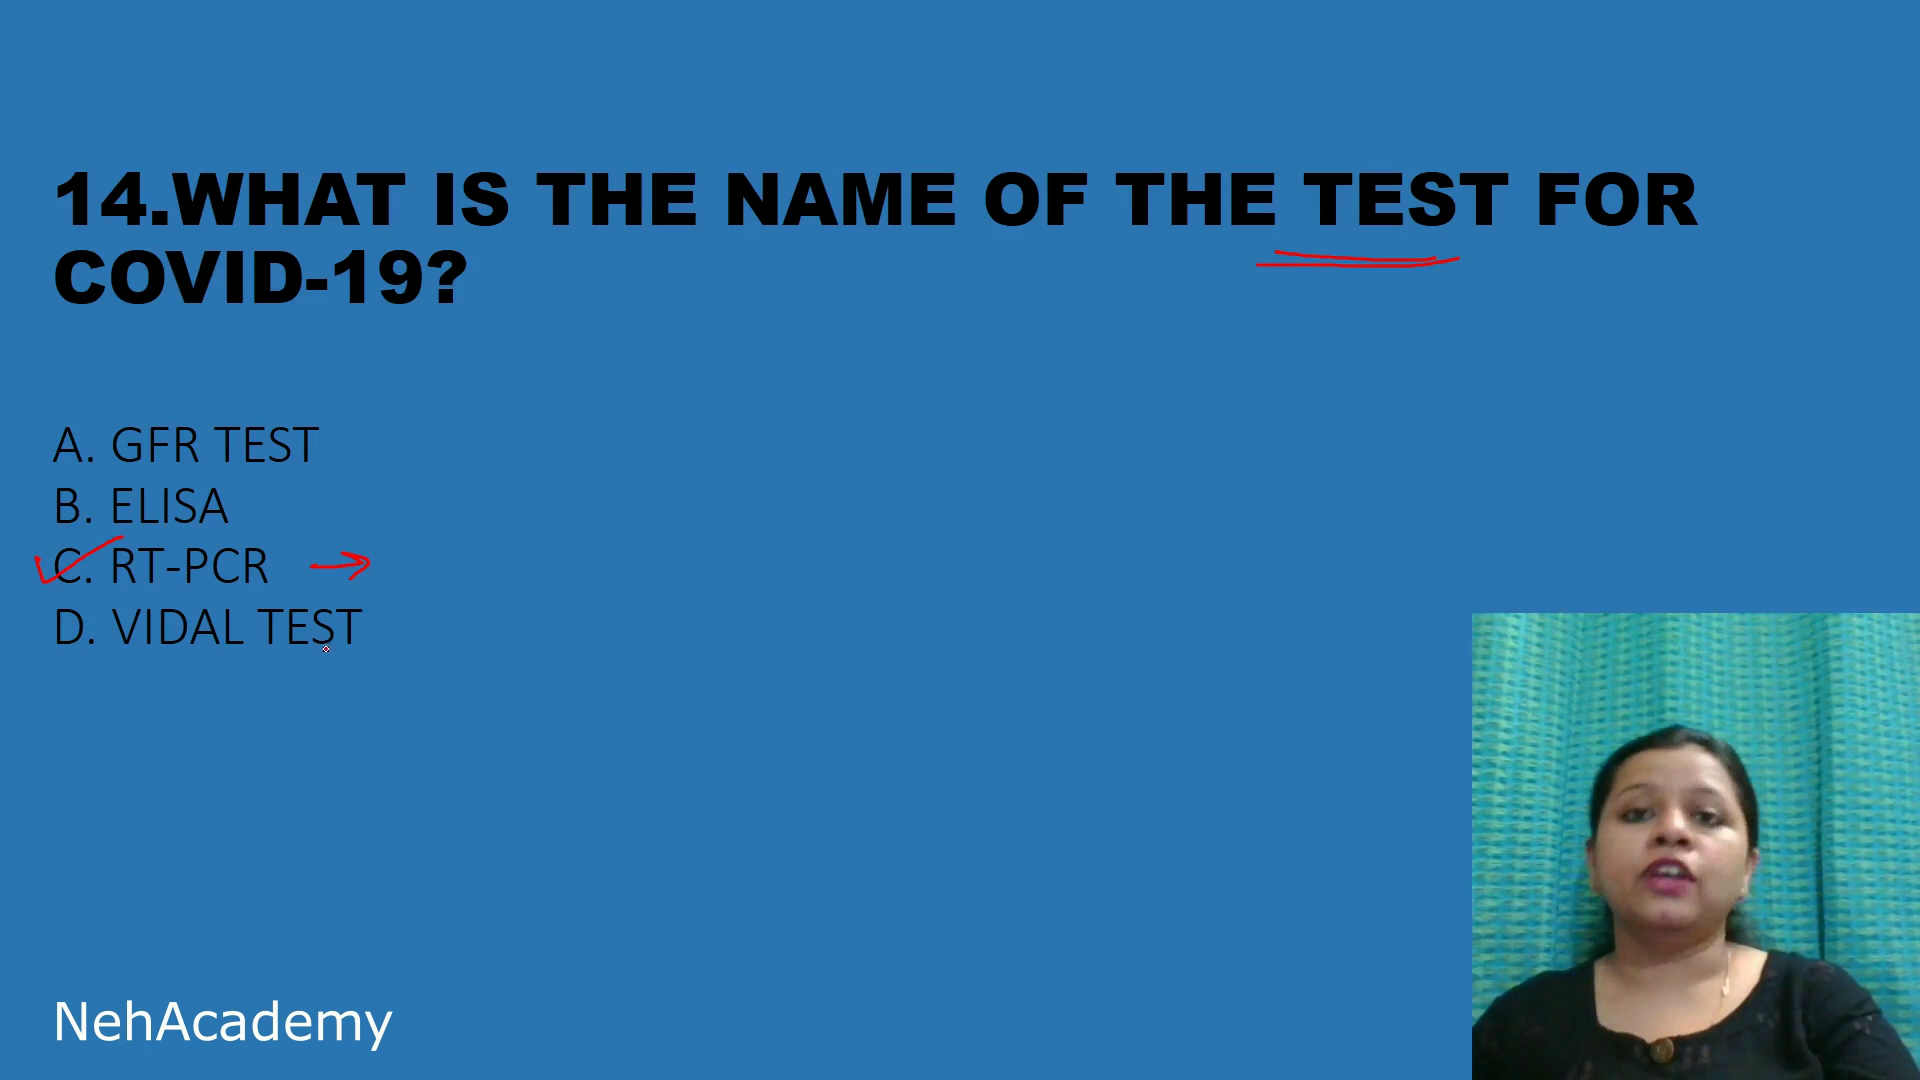 14.WHAT IS THE NAME OF THE TEST FOR
COVID-19?
A. GFR TEST
B. ELISA
C. RT-PCR
D. VIDAL TEST
NehAcademy